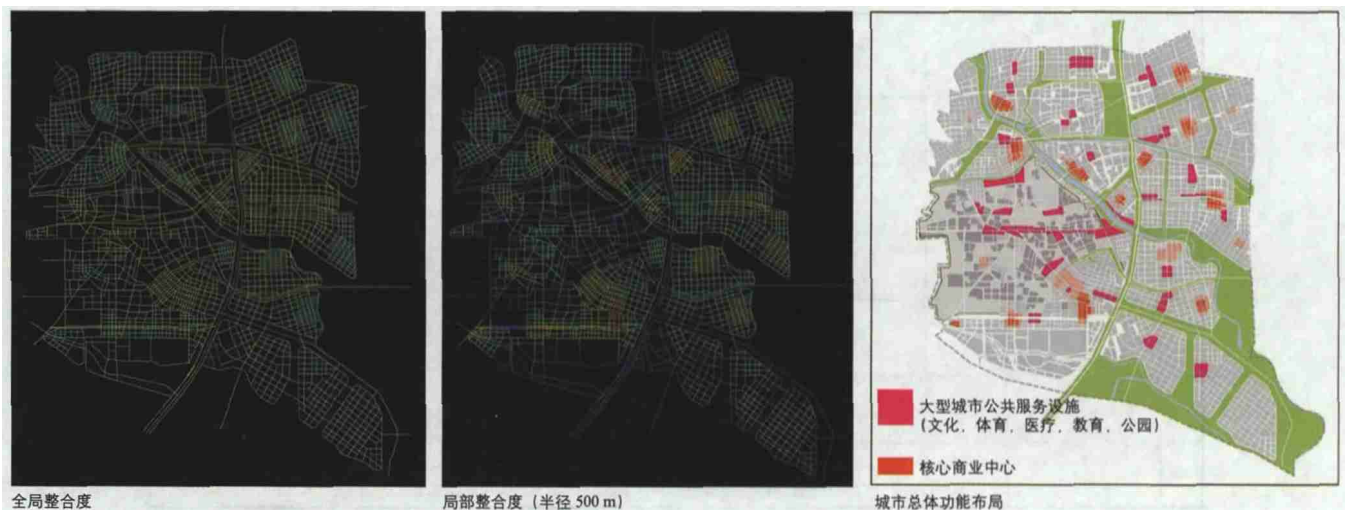 大型城市公共服务设施
(文化、体育、医疗、教育、公园)
核心商业中心
全局整合度
局部整合度 (半径 500 m)
城市总体功能布局